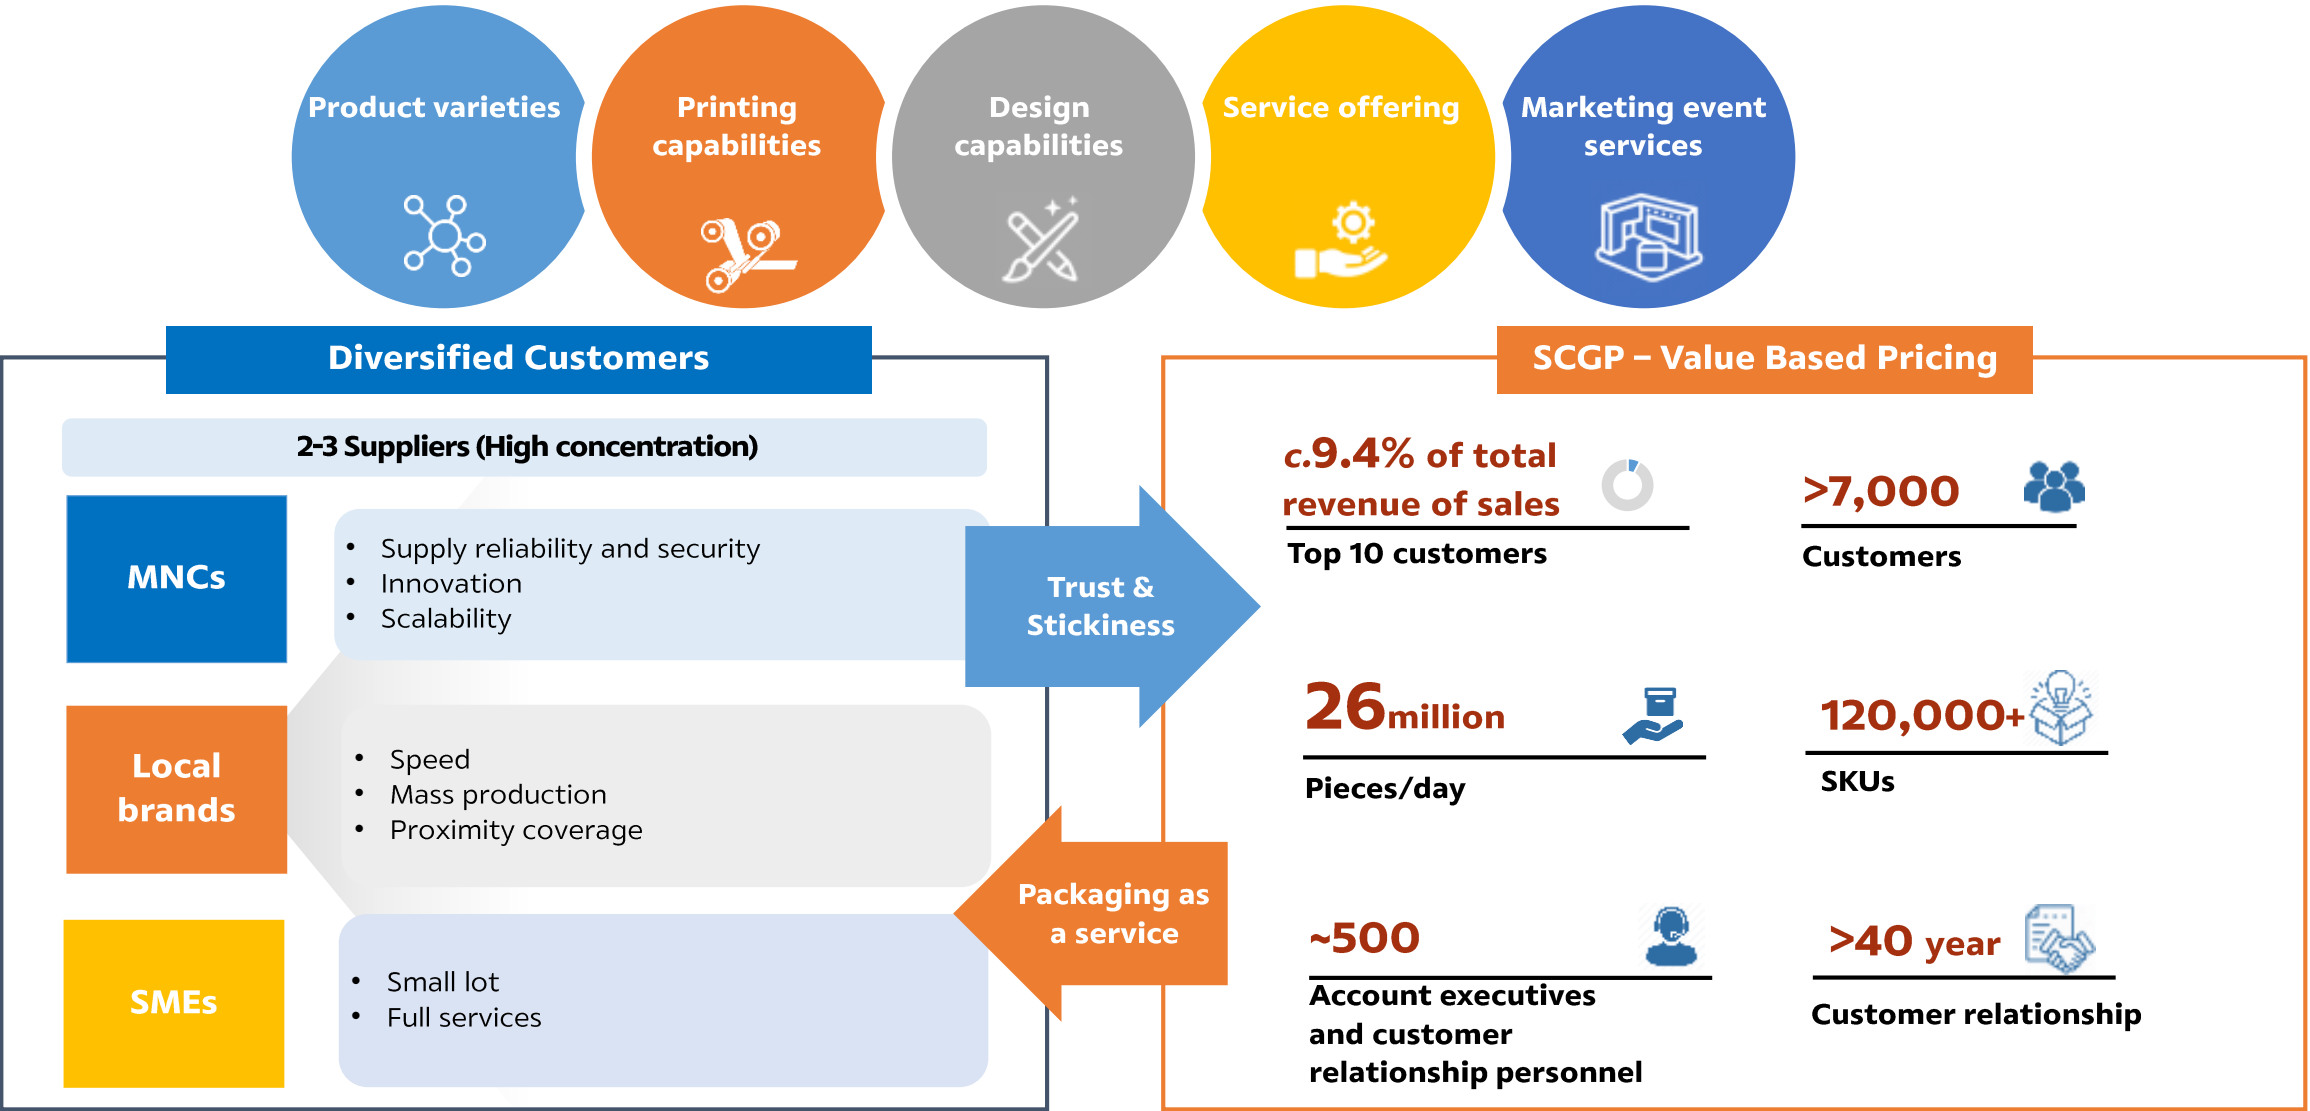 Product varieties
Printing
capabilities
Design
capabilities
Service offering
Marketing event
services
Diversified Customers
2-3 Suppliers (High concentration)
MNCs
• Supply reliability and security
• Innovation
• Scalability
Local
brands
• Speed
• Mass production
• Proximity coverage
SMEs
• Small lot
• Full services
Trust &
Stickiness
Packaging as
a service
SCGP – Value Based Pricing
c.9.4% of total
revenue of sales
Top 10 customers
>7,000
Customers
26million
Pieces/day
120,000+
SKUs
~500
Account executives
and customer
relationship personnel
>40 year
Customer relationship